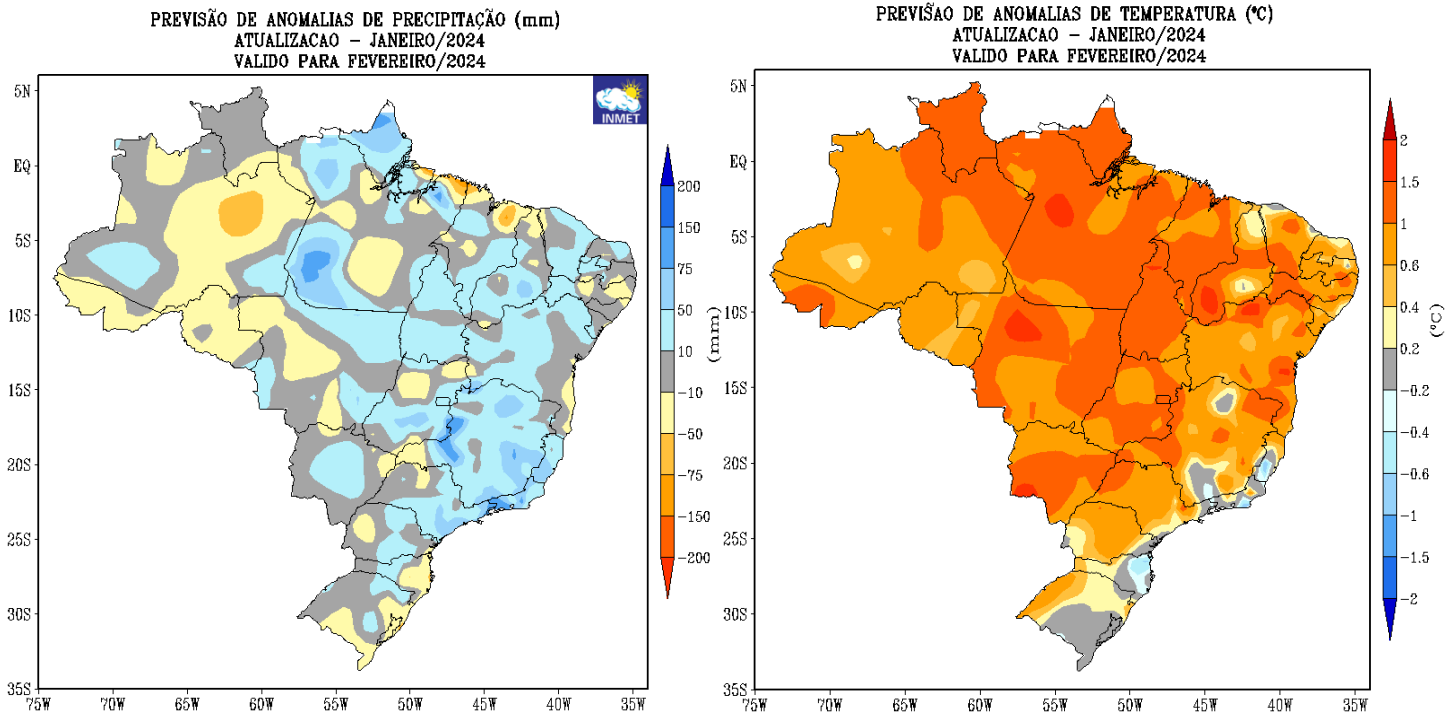 PREVISÃO DE ANOMALIAS DE PRECIPITAÇÃO (mm)
ATUALIZACAO - JANEIRO/2024
VALIDO PARA FEVEREIRO/2024
INMET
5N
EQ
5S
10S
15S
20S
25S
30S
35S
75W
70W
65W
60W
55W
50W
45W
40W
35W
200
150
75
50
10
-10
-50
-75
-150
-200
(mm)
PREVISÃO DE ANOMALIAS DE TEMPERATURA (°C)
ATUALIZACAO - JANEIRO/2024
VALIDO PARA FEVEREIRO/2024
5N
EQ
5S
10S
15S
20S
25S
30S
35S
75W
70W
65W
60W
55W
50W
45W
40W
35W
2
1.5
1
0.6
0.4
0.2
-0.2
-0.4
-0.6
-1
-1.5
-2
(°C)